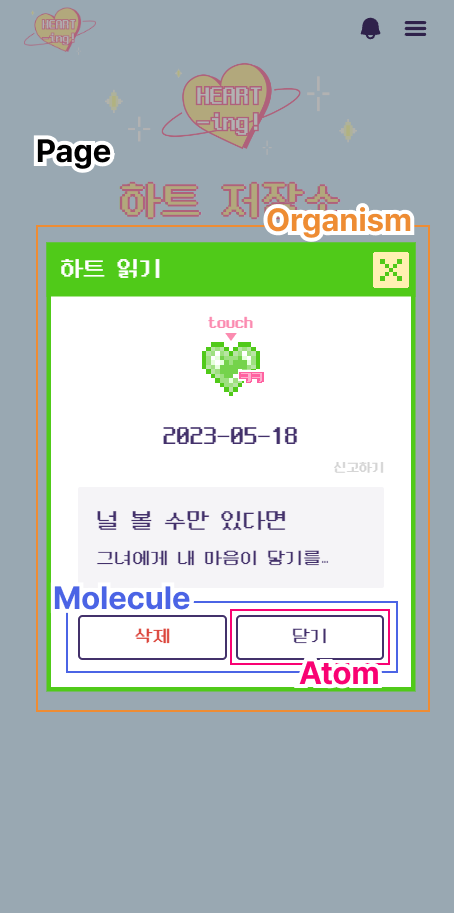 HEART
-ing!
HEART
-ing!
Page
하트 저장소
Organism
하트 읽기
touch
쿡쿡
2023-05-18
신고하기
널 볼 수만 있다면
그녀에게 내 마음이 닿기를…
Molecule
삭제
닫기
Atom